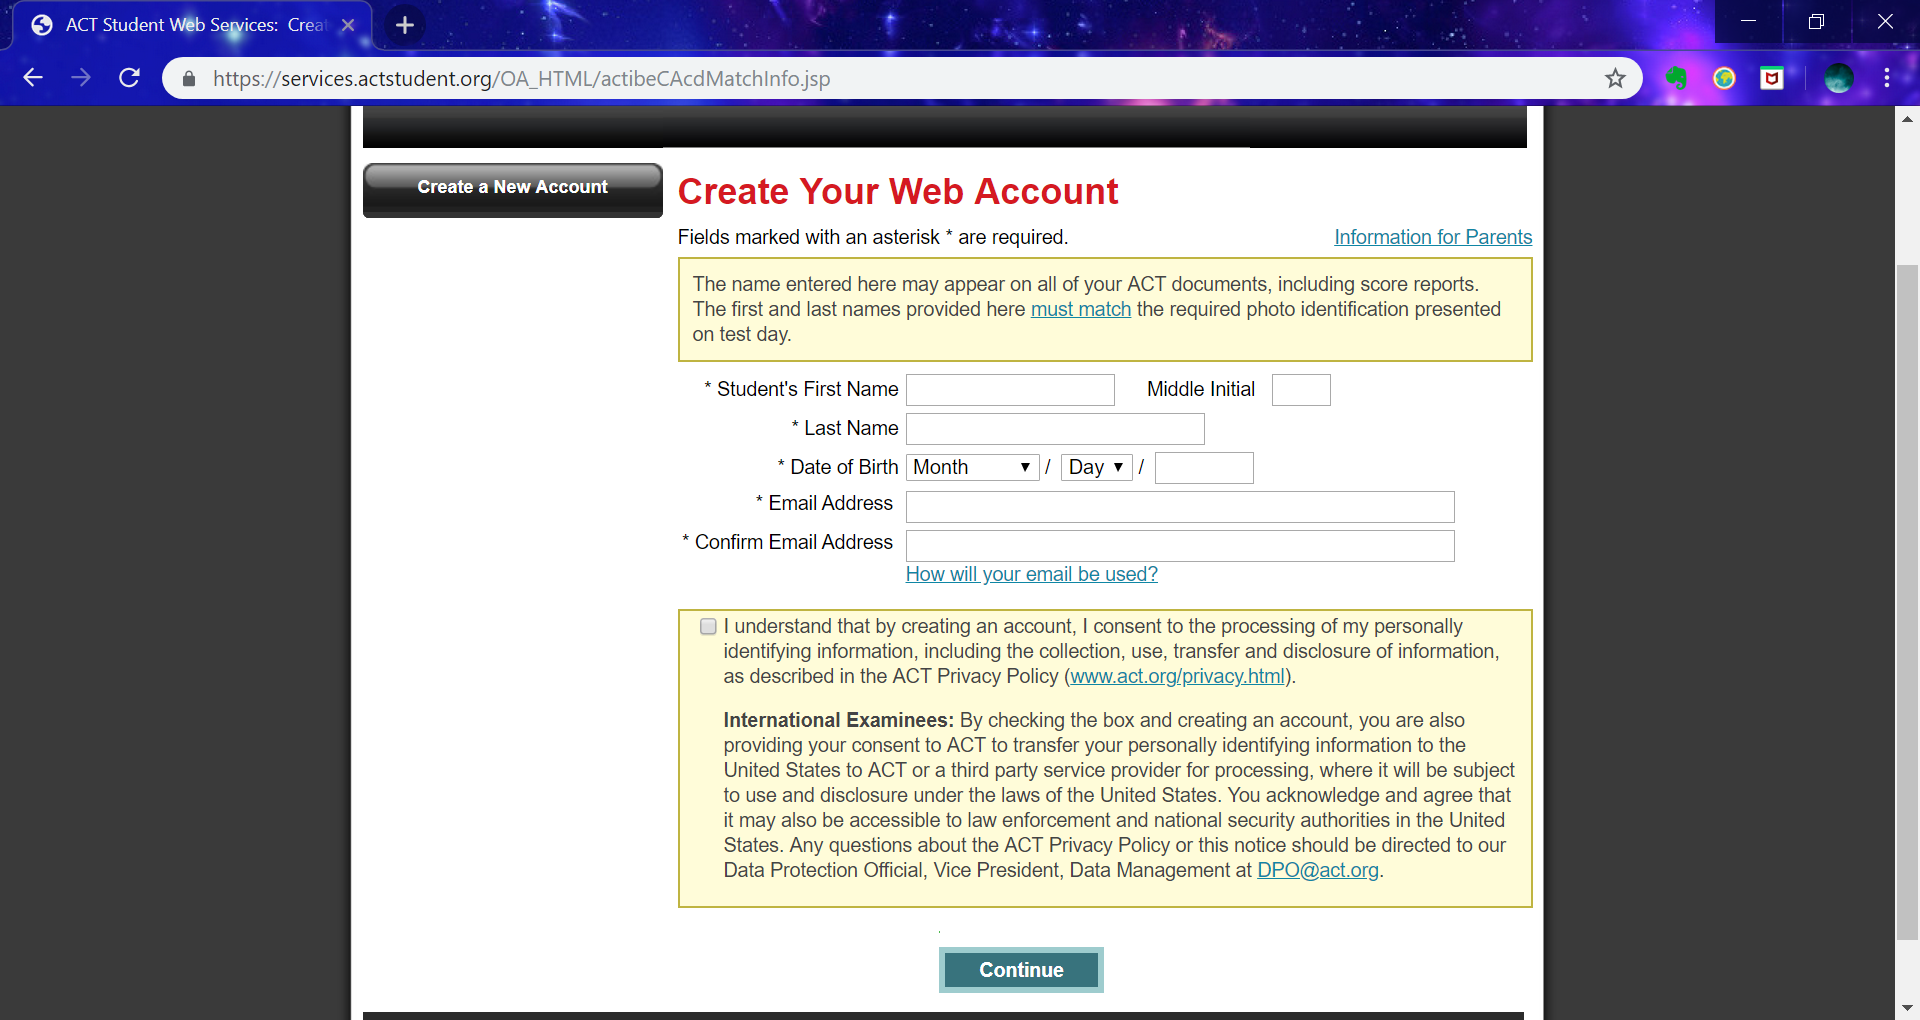 ACT Student Web Services: Crea
https://services.actstudent.org/OA_HTML/actibeCAcdMatchInfo.jsp
Create a New Account
Create Your Web Account
Fields marked with an asterisk * are required.
Information for Parents
The name entered here may appear on all of your ACT documents, including score reports.
The first and last names provided here must match the required photo identification presented
on test day.
* Student's First Name
Middle Initial
* Last Name
* Date of Birth Month / Day /
* Email Address
* Confirm Email Address
How will your email be used?
I understand that by creating an account, I consent to the processing of my personally
identifying information, including the collection, use, transfer and disclosure of information,
as described in the ACT Privacy Policy (www.act.org/privacy.html).
International Examinees: By checking the box and creating an account, you are also
providing your consent to ACT to transfer your personally identifying information to the
United States to ACT or a third party service provider for processing, where it will be subject
to use and disclosure under the laws of the United States. You acknowledge and agree that
it may also be accessible to law enforcement and national security authorities in the United
States. Any questions about the ACT Privacy Policy or this notice should be directed to our
Data Protection Official, Vice President, Data Management at DPO@act.org.
Continue